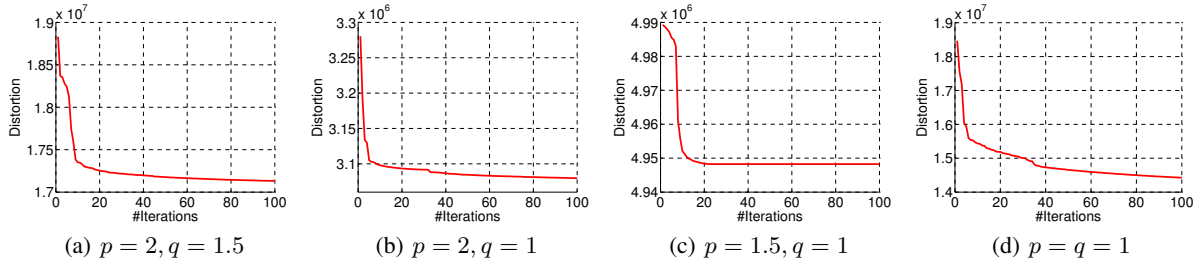 x 10^7
1.9
1.85
1.8
1.75
1.7
Distortion
0 20 40 60 80 100
#Iterations
(a) p = 2, q = 1.5
x 10^6
3.3
3.25
3.2
3.15
3.1
Distortion
0 20 40 60 80 100
#Iterations
(b) p = 2, q = 1
x 10^6
4.99
4.98
4.97
4.96
4.95
4.94
Distortion
0 20 40 60 80 100
#Iterations
(c) p = 1.5, q = 1
x 10^7
1.9
1.8
1.7
1.6
1.5
1.4
Distortion
0 20 40 60 80 100
#Iterations
(d) p = q = 1